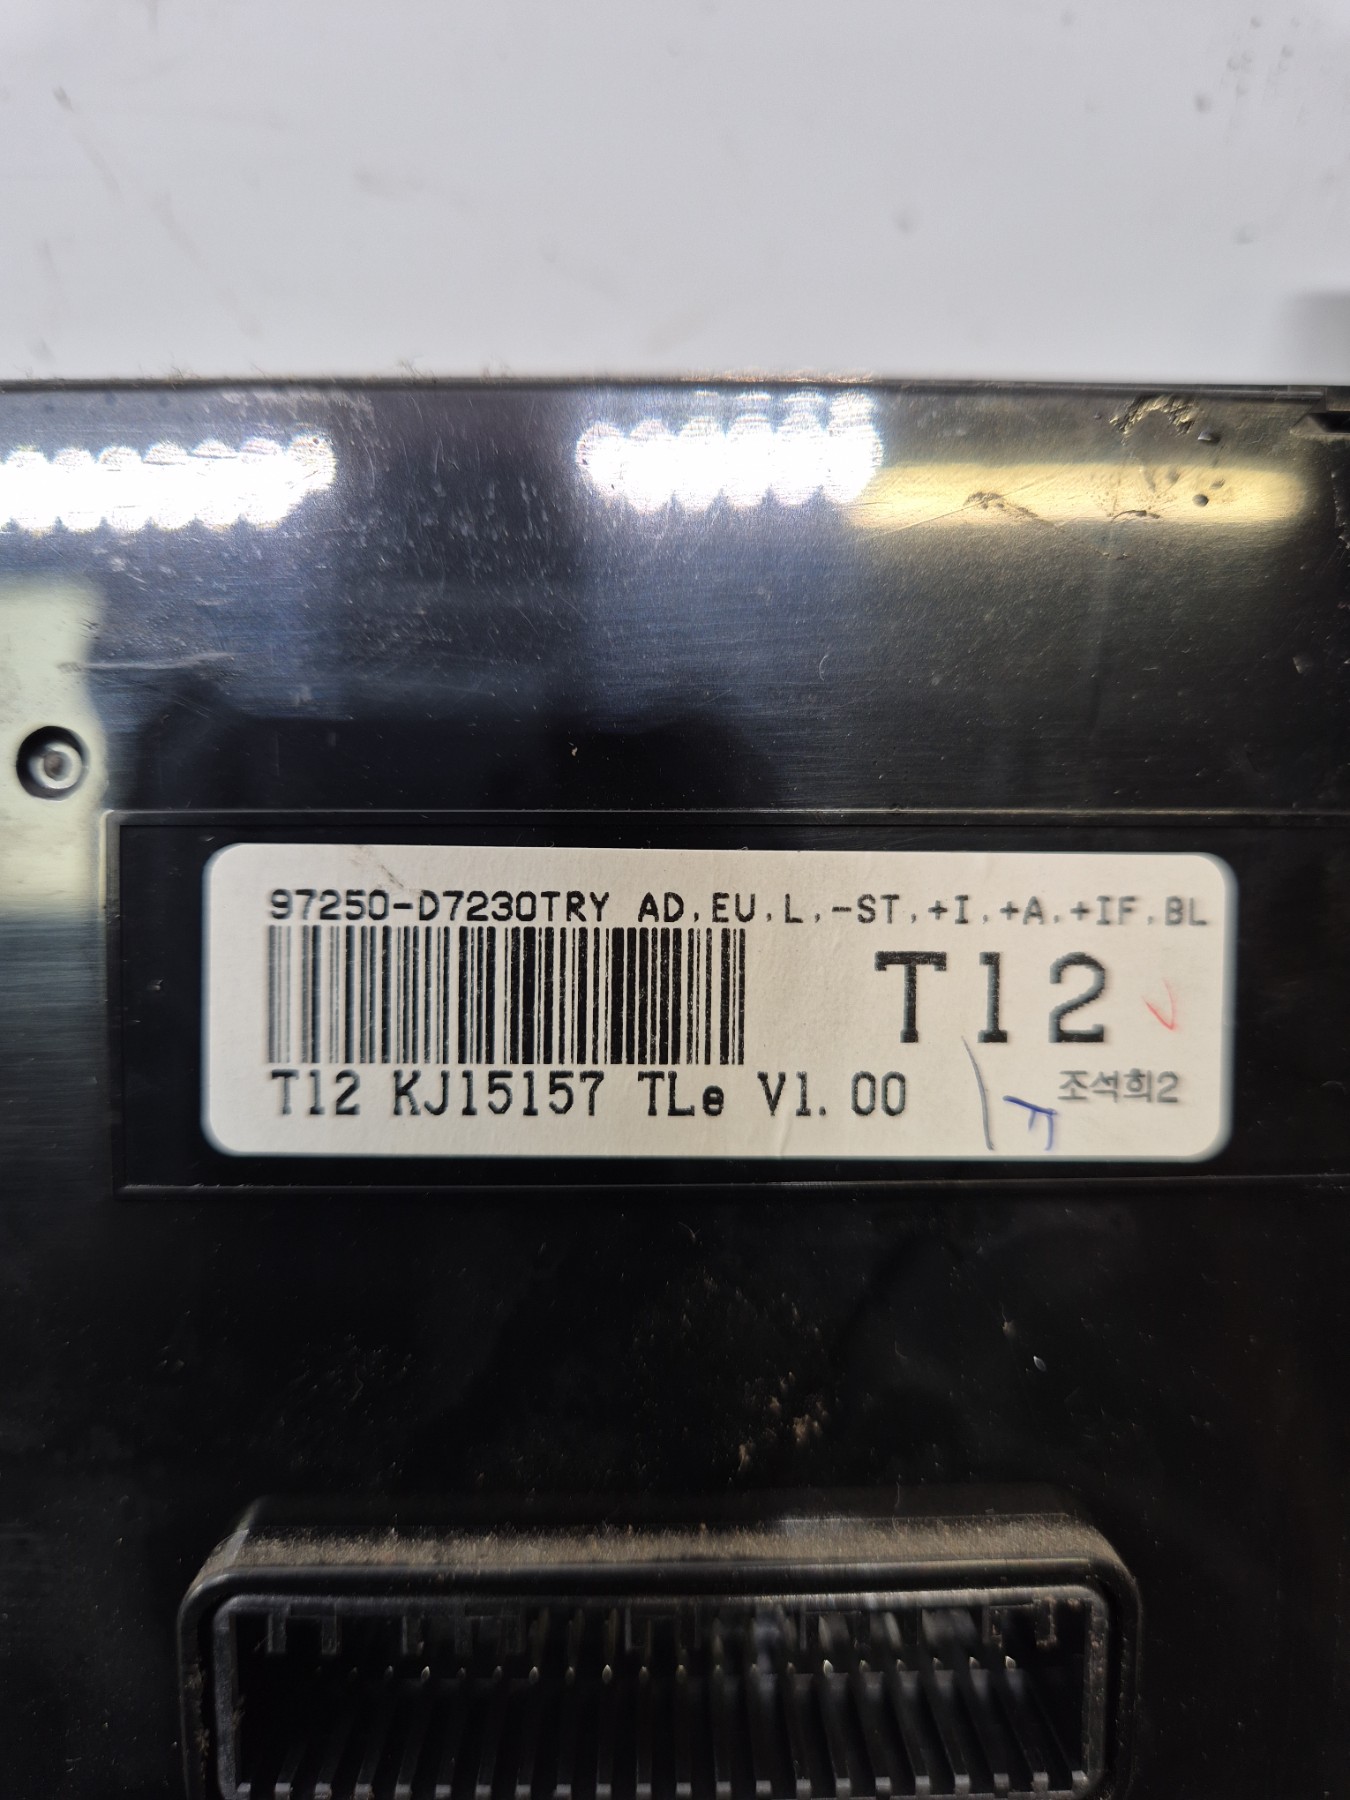 97250-D7230TRY AD,EU,L,-ST,+I,+A,+IF,BL
T12
T12 KJ15157 TLe V1.00
조석희2